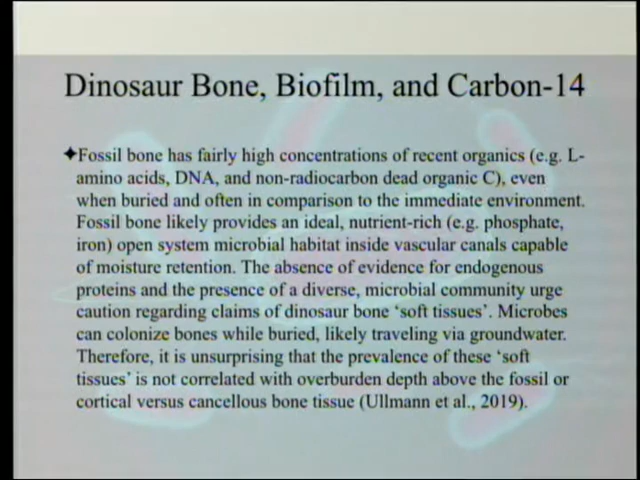 Dinosaur Bone, Biofilm, and Carbon-14
✦Fossil bone has fairly high concentrations of recent organics (e.g. L-
amino acids, DNA, and non-radiocarbon dead organic C), even
when buried and often in comparison to the immediate environment.
Fossil bone likely provides an ideal, nutrient-rich (e.g. phosphate,
iron) open system microbial habitat inside vascular canals capable
of moisture retention. The absence of evidence for endogenous
proteins and the presence of a diverse, microbial community urge
caution regarding claims of dinosaur bone ‘soft tissues’. Microbes
can colonize bones while buried, likely traveling via groundwater.
Therefore, it is unsurprising that the prevalence of these ‘soft
tissues’ is not correlated with overburden depth above the fossil or
cortical versus cancellous bone tissue (Ullmann et al., 2019).